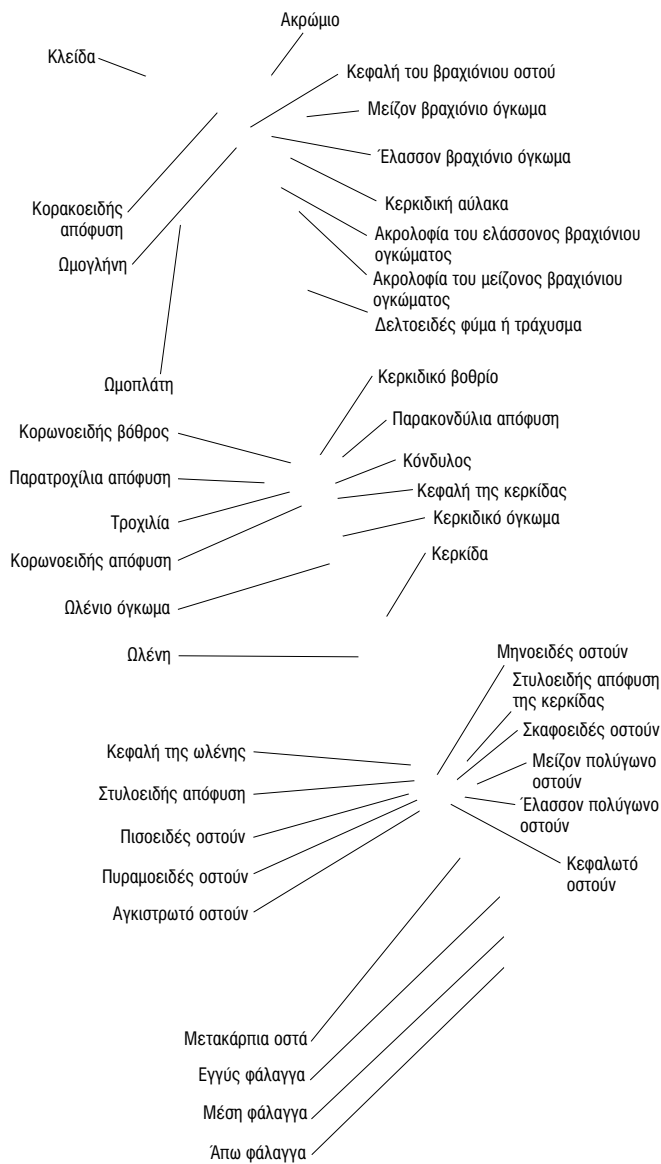 Ακρώμιο
Κλείδα
Κεφαλή του βραχιόνιου οστού
Μείζον βραχιόνιο όγκωμα
Έλασσον βραχιόνιο όγκωμα
Κερκιδική αύλακα
Κορακοειδής
απόφυση
Ακρολοφία του ελάσσονος βραχιόνιου
ογκώματος
Ωμογλήνη
Ακρολοφία του μείζονος βραχιόνιου
ογκώματος
Δελτοειδές φύμα ή τράχυσμα
Ωμοπλάτη
Κερκιδικό βοθρίο
Παρακονδύλια απόφυση
Κορωνοειδής βόθρος
Κόνδυλος
Παρατροχίλια απόφυση
Κεφαλή της κερκίδας
Τροχιλία
Κερκιδικό όγκωμα
Κορωνοειδής απόφυση
Κερκίδα
Ωλένιο όγκωμα
Ωλένη
Μηνοειδές οστούν
Στυλοειδής απόφυση
της κερκίδας
Σκαφοειδές οστούν
Κεφαλή της ωλένης
Μείζον πολύγωνο
οστούν
Στυλοειδής απόφυση
Έλασσον πολύγωνο
οστούν
Πισοειδές οστούν
Κεφαλωτό
οστούν
Πυραμοειδές οστούν
Αγκιστρωτό οστούν
Μετακάρπια οστά
Εγγύς φάλαγγα
Μέση φάλαγγα
Άπω φάλαγγα